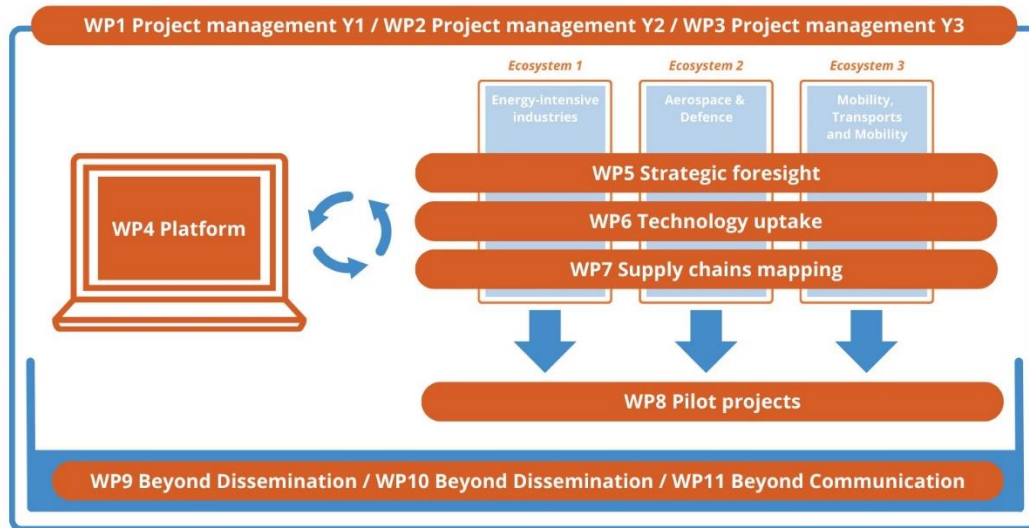 WP1 Project management Y1 / WP2 Project management Y2 / WP3 Project management Y3
Ecosystem 1
Energy-intensive
industries
Ecosystem 2
Aerospace &
Defence
Ecosystem 3
Mobility,
Transports
and Mobility
WP4 Platform
WP5 Strategic foresight
WP6 Technology uptake
WP7 Supply chains mapping
WP8 Pilot projects
WP9 Beyond Dissemination / WP10 Beyond Dissemination / WP11 Beyond Communication